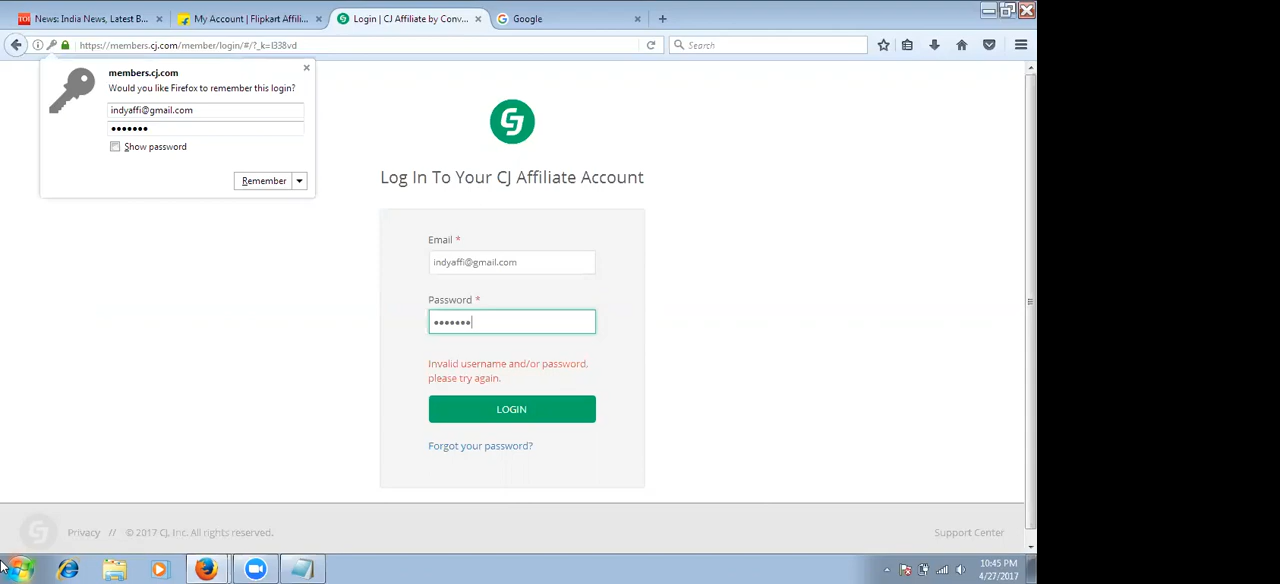 News: India News, Latest B...
My Account | Flipkart Affili...
Login | CJ Affiliate by Conv...
Google
https://members.cj.com/member/login/#/?_k=l338vd
Search
members.cj.com
Would you like Firefox to remember this login?
indyaffi@gmail.com
•••••••
Show password
Remember
Log In To Your CJ Affiliate Account
Email *
indyaffi@gmail.com
Password *
•••••••
Invalid username and/or password,
please try again.
LOGIN
Forgot your password?
Privacy // © 2017 CJ, Inc. All rights reserved.
Support Center
10:45 PM
4/27/2017